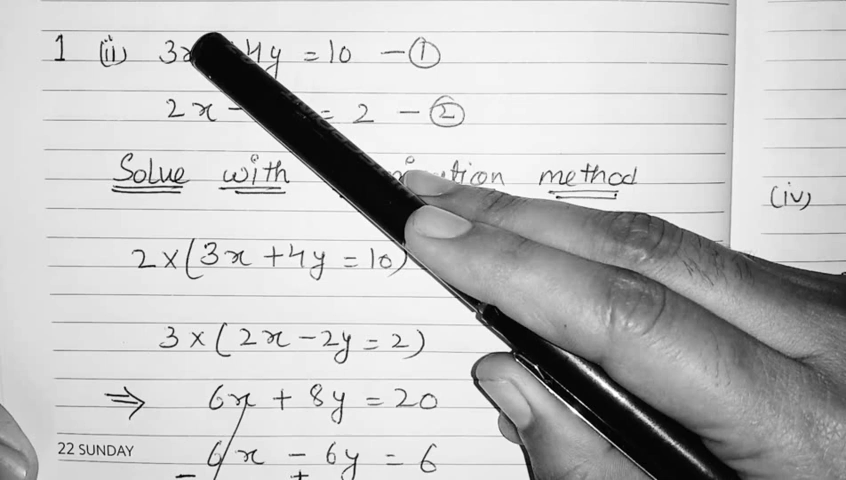 1 (ii) 3x 4y = 10 - ①
2x - = 2 - ②
Solve with method
(iv)
2 × (3x + 4y = 10)
3 × (2x - 2y = 2)
⇒ 6x + 8y = 20
22 SUNDAY 6x - 6y = 6
- +